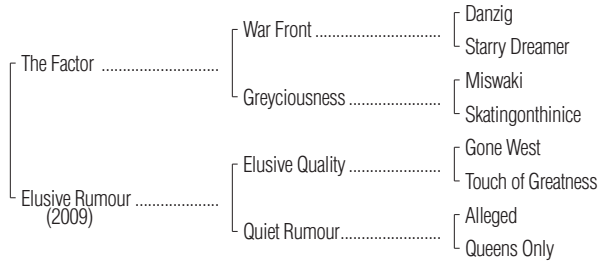 Danzig
War Front
Starry Dreamer
The Factor
Miswaki
Greyciousness
Skatingonthinice
Gone West
Elusive Quality
Touch of Greatness
Elusive Rumour
(2009)
Alleged
Quiet Rumour
Queens Only